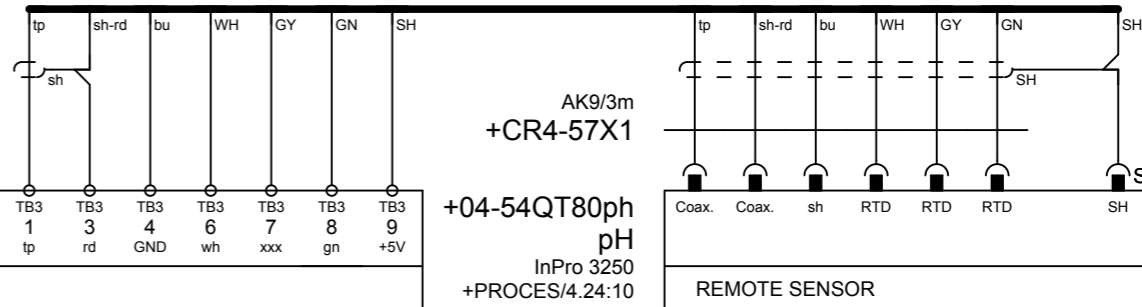 tp sh-rd bu WH GY GN SH
sh
TB3 TB3 TB3 TB3 TB3 TB3 TB3
1 3 4 6 7 8 9
tp rd GND wh xxx gn +5V
AK9/3m
+CR4-57X1
+04-54QT80ph
pH
InPro 3250
+PROCES/4.24:10
tp sh-rd bu WH GY GN SH
SH
S
Coax. Coax. sh RTD RTD RTD SH
REMOTE SENSOR